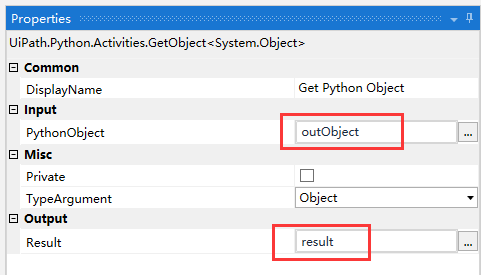 Properties
UiPath.Python.Activities.GetObject<System.Object>
Common
DisplayName Get Python Object
Input
PythonObject outObject ...
Misc
Private
TypeArgument Object
Output
Result result ...